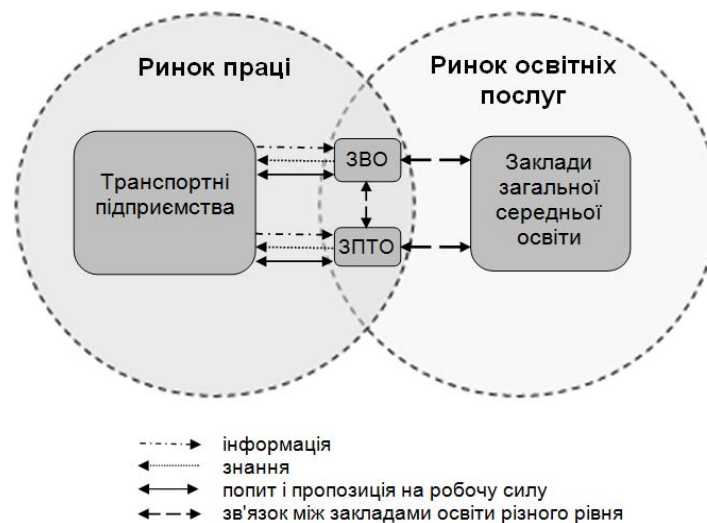 Ринок праці
Ринок освітніх
послуг
Транспортні
підприємства
ЗВО
ЗПТО
Заклади
загальної
середньої
освіти
інформація
знання
попит і пропозиція на робочу силу
зв'язок між закладами освіти різного рівня